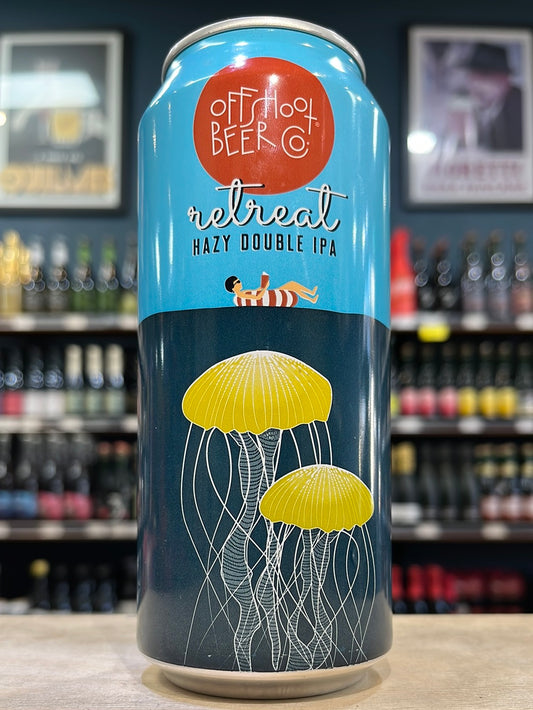 OFFSHOOT
BEER CO.®
retreat
HAZY DOUBLE IPA